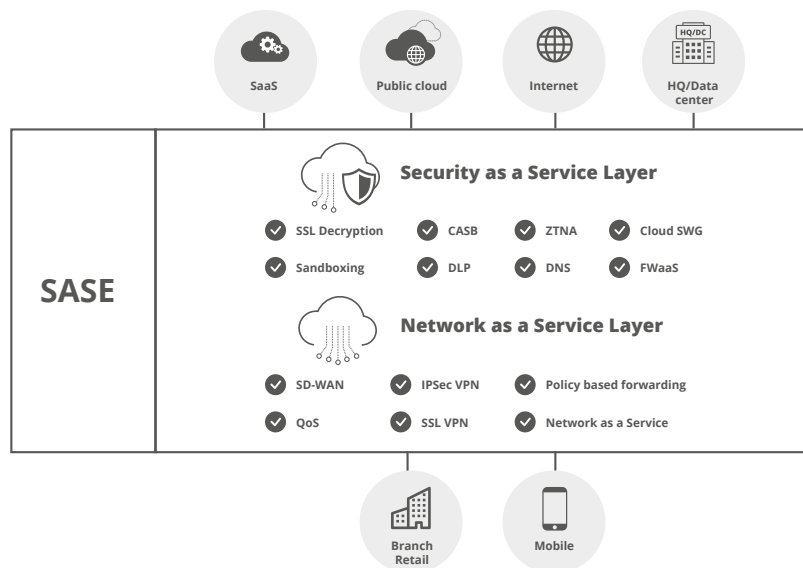 HQ/DC
SaaS
Public cloud
Internet
HQ/Data
center
SASE
Security as a Service Layer
SSL Decryption
CASB
ZTNA
Cloud SWG
Sandboxing
DLP
DNS
FWaaS
Network as a Service Layer
SD-WAN
IPSec VPN
Policy based forwarding
QoS
SSL VPN
Network as a Service
Branch
Retail
Mobile